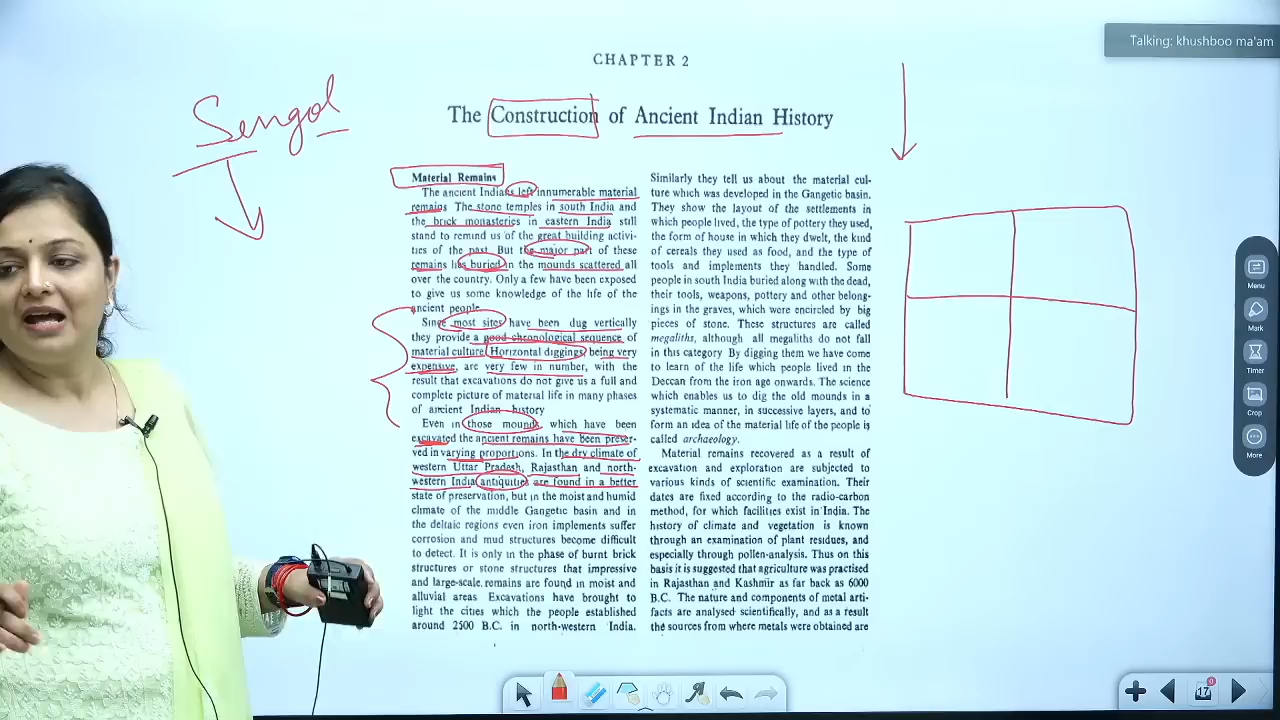 Talking: khushboo ma'am
CHAPTER 2
Sengol
The Construction of Ancient Indian History
Material Remains
The ancient Indians left innumerable material
remains The stone temples in south India and
the brick monasteries in eastern India still
stand to remind us of the great building activi-
ties of the past. But the major part of these
remains lies buried in the mounds scattered all
over the country. Only a few have been exposed
to give us some knowledge of the life of the
ancient people
Since most sites have been dug vertically
they provide a good chronological sequence of
material culture Horizontal diggings, being very
expensive, are very few in number, with the
result that excavations do not give us a full and
complete picture of material life in many phases
of ancient Indian history
Even in those mounds, which have been
excavated the ancient remains have been preser-
ved in varying proportions. In the dry climate of
western Uttar Pradesh, Rajasthan and north-
western India antiquities are found in a better
state of preservation, but in the moist and humid
climate of the middle Gangetic basin and in
the deltaic regions even iron implements suffer
corrosion and mud structures become difficult
to detect. It is only in the phase of burnt brick
structures or stone structures that impressive
and large-scale remains are found in moist and
alluvial areas Excavations have brought to
light the cities which the people established
around 2500 B.C. in north-western India.
Similarly they tell us about the material cul-
ture which was developed in the Gangetic basin.
They show the layout of the settlements in
which people lived, the type of pottery they used,
the form of house in which they dwelt, the kind
of cereals they used as food, and the type of
tools and implements they handled. Some
people in south India buried along with the dead,
their tools, weapons, pottery and other belong-
ings in the graves, which were encircled by big
pieces of stone. These structures are called
megaliths, although all megaliths do not fall
in this category By digging them we have come
to learn of the life which people lived in the
Deccan from the iron age onwards. The science
which enables us to dig the old mounds in a
systematic manner, in successive layers, and to
form an idea of the material life of the people is
called archaeology.
Material remains recovered as a result of
excavation and exploration are subjected to
various kinds of scientific examination. Their
dates are fixed according to the radio-carbon
method, for which facilities exist in India. The
history of climate and vegetation is known
through an examination of plant residues, and
especially through pollen-analysis. Thus on this
basis it is suggested that agriculture was practised
in Rajasthan and Kashmir as far back as 6000
B.C. The nature and components of metal arti-
facts are analysed scientifically, and as a result
the sources from where metals were obtained are
Menu
Mark
Timer
Crop
More
17